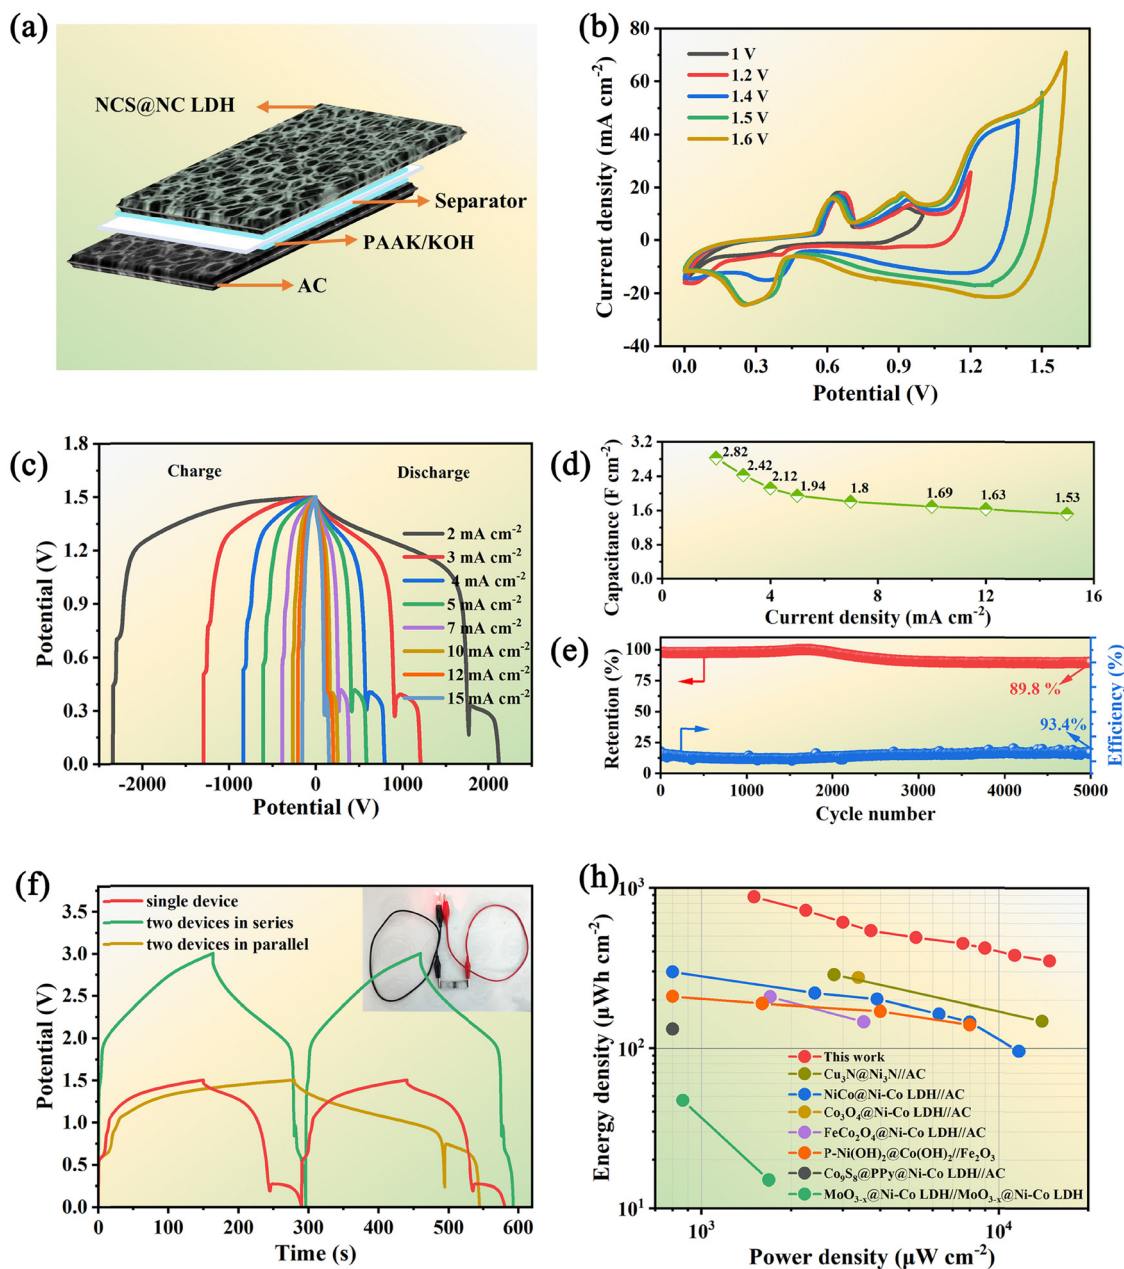 (a)
NCS@NC LDH
Separator
PAAK/KOH
AC
(b)
1 V
1.2 V
1.4 V
1.5 V
1.6 V
80
60
40
20
0
-20
-40
Current density (mA cm⁻²)
0.0 0.3 0.6 0.9 1.2 1.5
Potential (V)
(c)
Charge
Discharge
2 mA cm⁻²
3 mA cm⁻²
4 mA cm⁻²
5 mA cm⁻²
7 mA cm⁻²
10 mA cm⁻²
12 mA cm⁻²
15 mA cm⁻²
1.8
1.5
1.2
0.9
0.6
0.3
0.0
Potential (V)
-2000 -1000 0 1000 2000
Potential (V)
(d)
3.2
2.4
1.6
0.8
0.0
Capacitance (F cm⁻²)
2.82
2.42
2.12
1.94
1.8
1.69
1.63
1.53
0 4 8 12 16
Current density (mA cm⁻²)
(e)
100
75
50
25
0
Retention (%)
89.8 %
93.4%
Efficiency (%)
0 1000 2000 3000 4000 5000
Cycle number
(f)
single device
two devices in series
two devices in parallel
3.5
3.0
2.5
2.0
1.5
1.0
0.5
0.0
Potential (V)
0 100 200 300 400 500 600
Time (s)
(h)
10³
10²
10¹
Energy density (μWh cm⁻²)
This work
Cu₃N@Ni₃N//AC
NiCo@Ni-Co LDH//AC
Co₃O₄@Ni-Co LDH//AC
FeCo₂O₄@Ni-Co LDH//AC
P-Ni(OH)₂@Co(OH)₂//Fe₂O₃
Co₉S₈@PPy@Ni-Co LDH//AC
MoO₃₋ₓ@Ni-Co LDH//MoO₃₋ₓ@Ni-Co LDH
10³ 10⁴
Power density (μW cm⁻²)